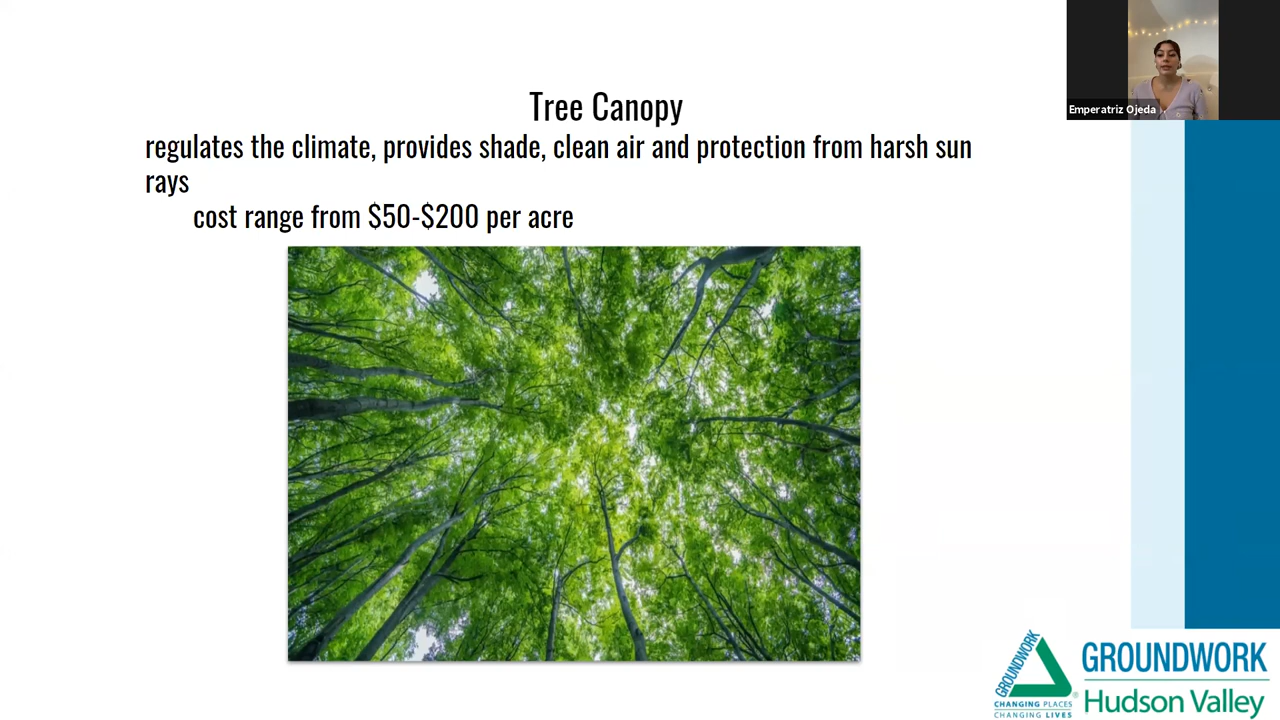 Emperatriz Ojeda
Tree Canopy
regulates the climate, provides shade, clean air and protection from harsh sun
rays
cost range from $50-$200 per acre
GROUNDWORK
CHANGING PLACES
CHANGING LIVES
GROUNDWORK
Hudson Valley